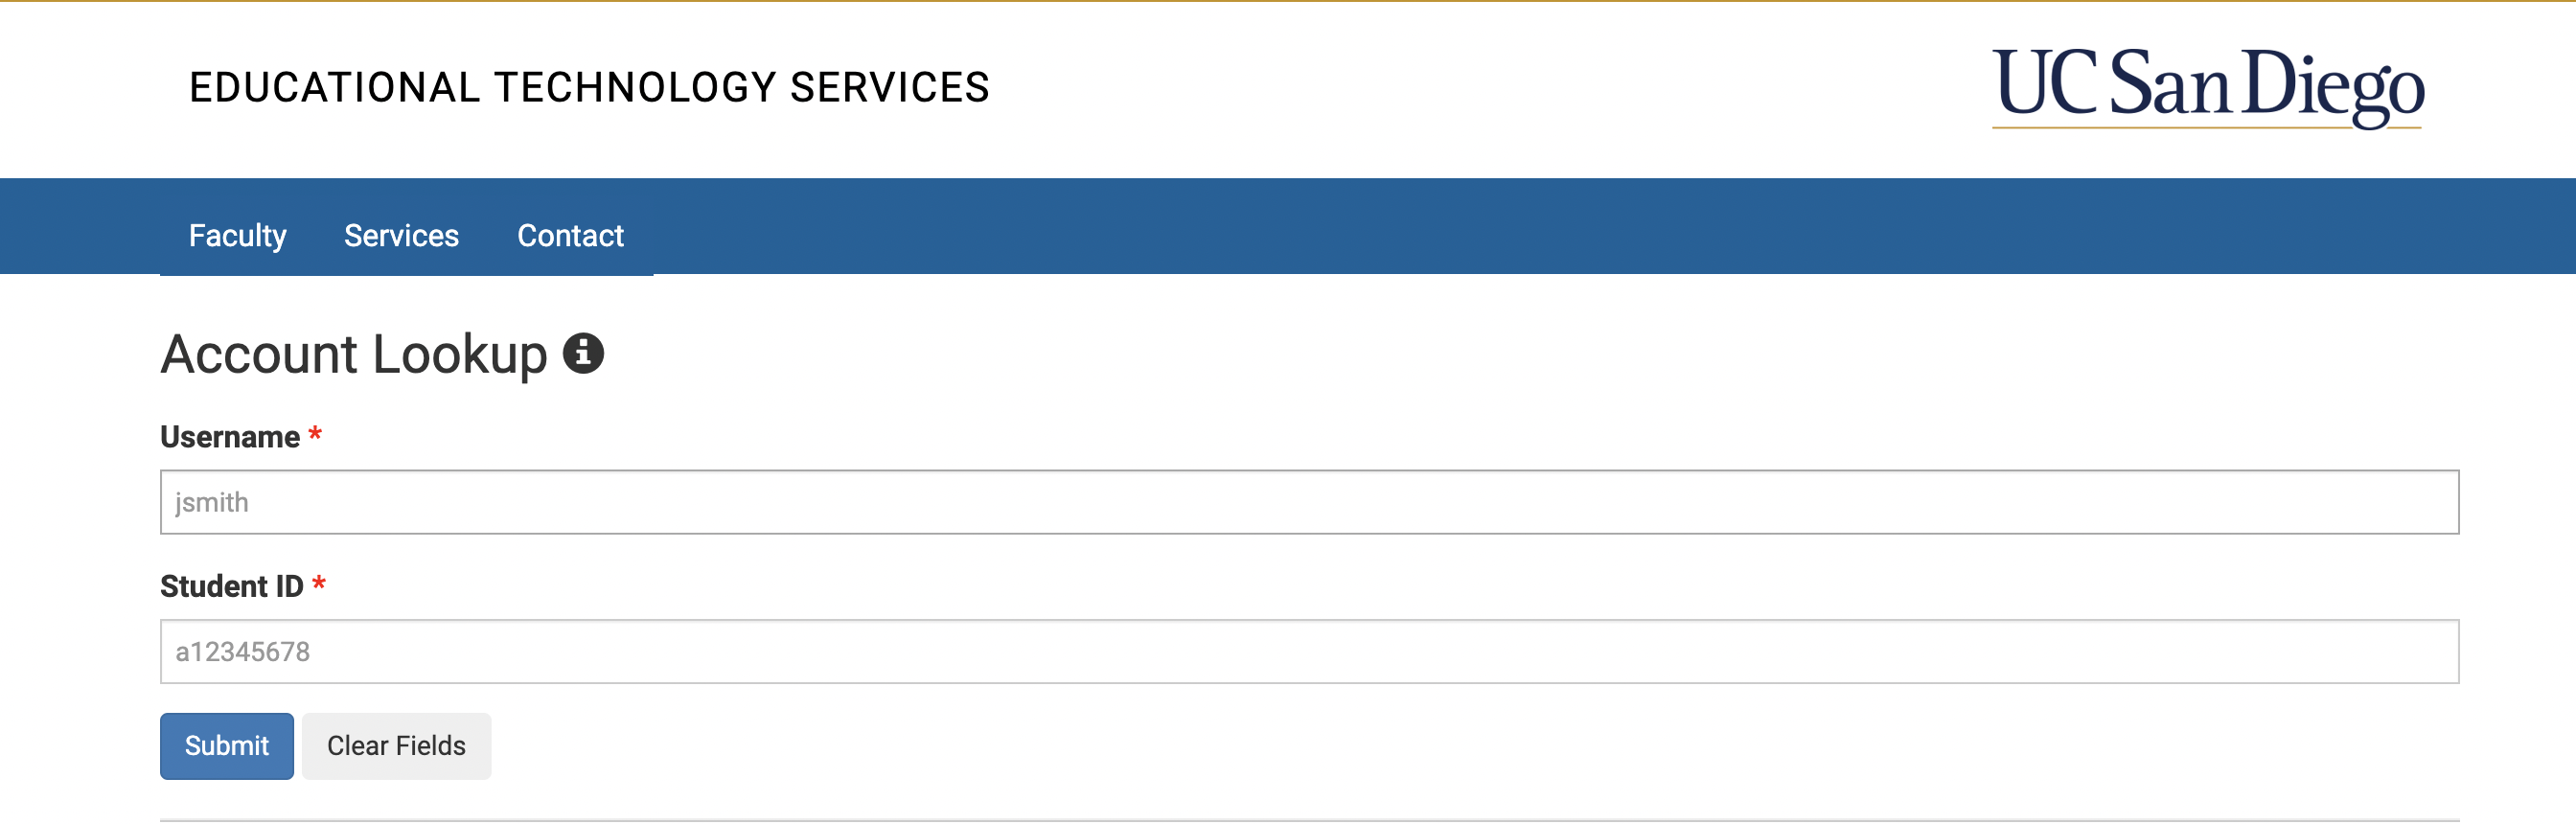 EDUCATIONAL TECHNOLOGY SERVICES
UC San Diego
Faculty Services Contact
Account Lookup
Username *
jsmith
Student ID *
a12345678
Submit Clear Fields